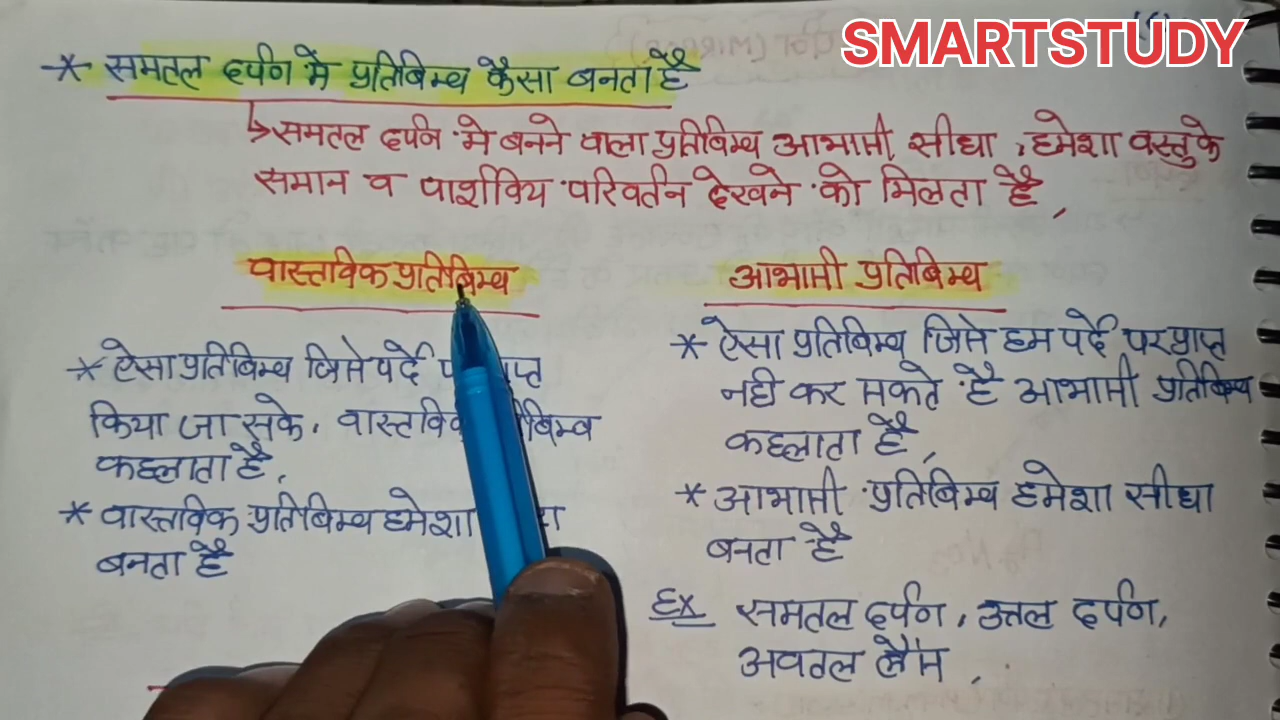 SMARTSTUDY
* समतल दर्पण में प्रतिबिम्ब कैसा बनता है
समतल दर्पन में बनने वाला प्रतिबिम्ब आभासी, सीधा, हमेशा वस्तु के
समान व पार्शविय परिवर्तन देखने को मिलता है,
वास्तविक प्रतिबिम्ब
* ऐसा प्रतिबिम्ब जिसे पर्दे
किया जा सके, वास्तविक
कहलाता है,
* वास्तविक प्रतिबिम्ब हमेशा
बनता है
आभासी प्रतिबिम्ब
* ऐसा प्रतिबिम्ब जिसे हम पर्दे पर प्राप्त
नही कर सकते है आभासी प्रतिबिम्ब
कहलाता है,
* आभासी प्रतिबिम्ब हमेशा सीधा
बनता है
Ex समतल दर्पण, उत्तल दर्पण,
अवतल लैंस,